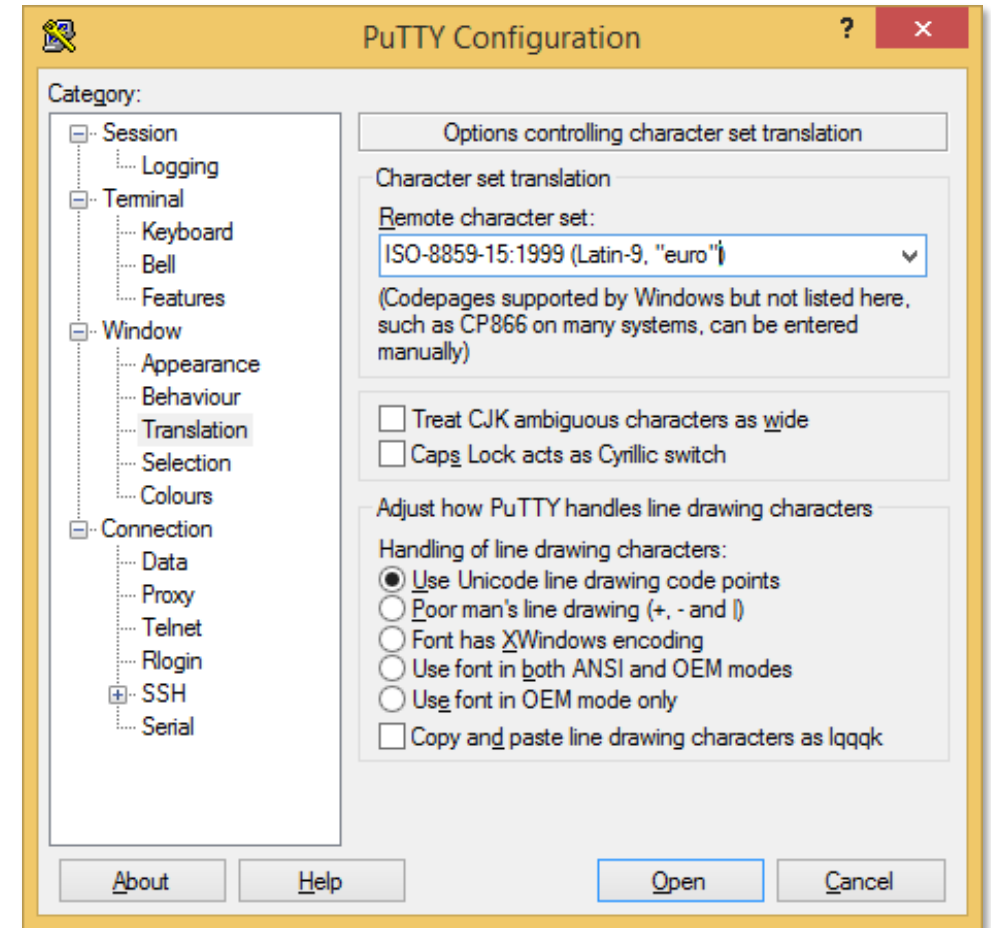 PuTTY Configuration
?
Category:
Session
Logging
Terminal
Keyboard
Bell
Features
Window
Appearance
Behaviour
Translation
Selection
Colours
Connection
Data
Proxy
Telnet
Rlogin
SSH
Serial
Options controlling character set translation
Character set translation
Remote character set:
ISO-8859-15:1999 (Latin-9, "euro")
(Codepages supported by Windows but not listed here,
such as CP866 on many systems, can be entered
manually)
Treat CJK ambiguous characters as wide
Caps Lock acts as Cyrillic switch
Adjust how PuTTY handles line drawing characters
Handling of line drawing characters:
Use Unicode line drawing code points
Poor man's line drawing (+, - and |)
Font has XWindows encoding
Use font in both ANSI and OEM modes
Use font in OEM mode only
Copy and paste line drawing characters as lqqqk
About
Help
Open
Cancel